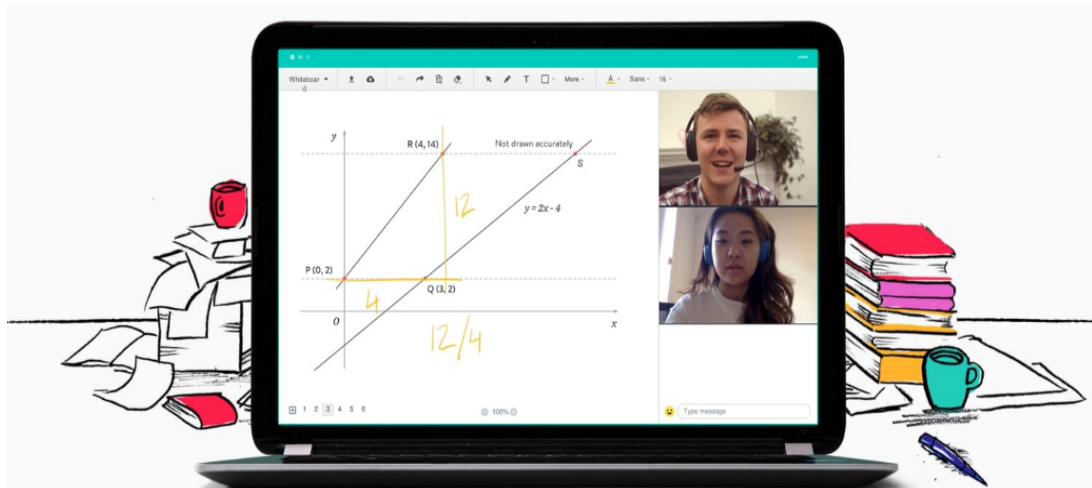 Whiteboar
d
More
A
Sans
16
y
R (4, 14)
Not drawn accurately
S
12
y = 2x - 4
P (0, 2)
Q (3, 2)
4
O
x
12/4
1 2 3 4 5 6
100%
Type message